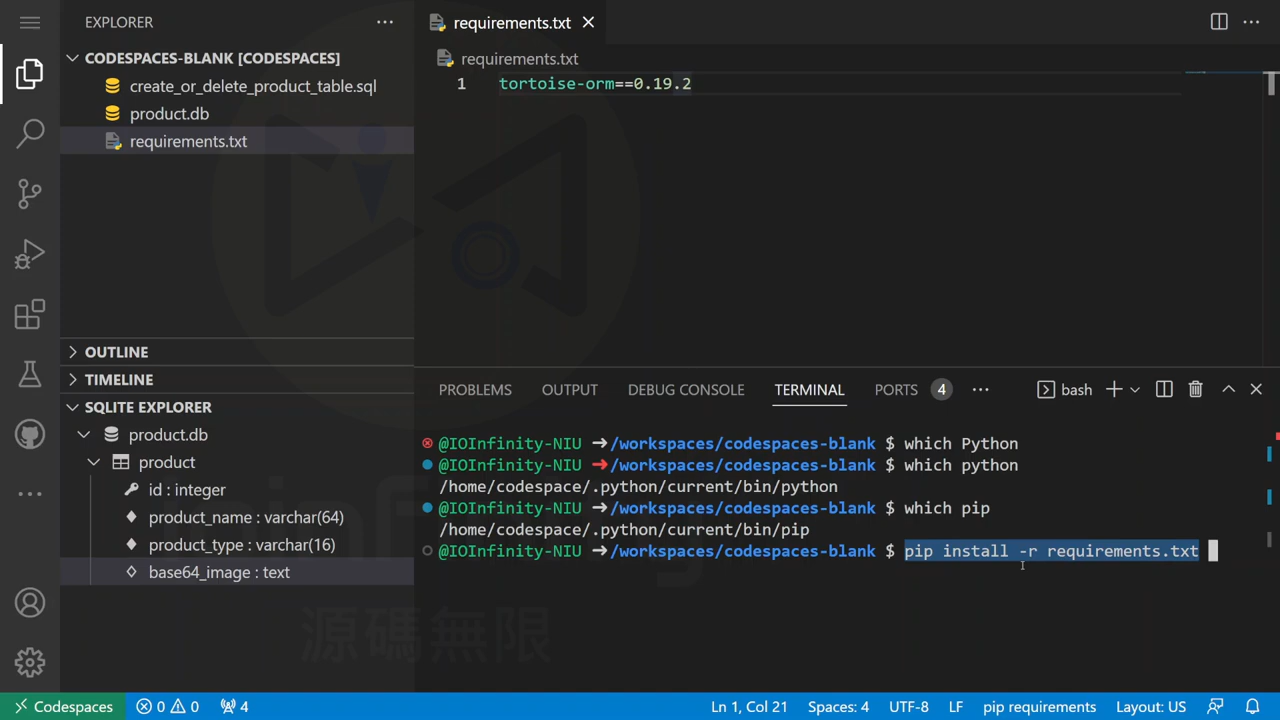 EXPLORER
CODESPACES-BLANK [CODESPACES]
create_or_delete_product_table.sql
product.db
requirements.txt
OUTLINE
TIMELINE
SQLITE EXPLORER
product.db
product
id : integer
product_name : varchar(64)
product_type : varchar(16)
base64_image : text
requirements.txt
requirements.txt
1 tortoise-orm==0.19.2
PROBLEMS OUTPUT DEBUG CONSOLE TERMINAL PORTS 4 bash
@IOInfinity-NIU ➜/workspaces/codespaces-blank $ which Python
@IOInfinity-NIU ➜/workspaces/codespaces-blank $ which python
/home/codespace/.python/current/bin/python
@IOInfinity-NIU ➜/workspaces/codespaces-blank $ which pip
/home/codespace/.python/current/bin/pip
@IOInfinity-NIU ➜/workspaces/codespaces-blank $ pip install -r requirements.txt
源碼無限
Codespaces 0 0 4 Ln 1, Col 21 Spaces: 4 UTF-8 LF pip requirements Layout: US